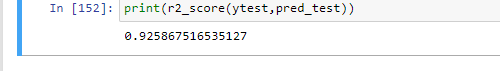 In [152]: print(r2_score(ytest,pred_test))
0.925867516535127